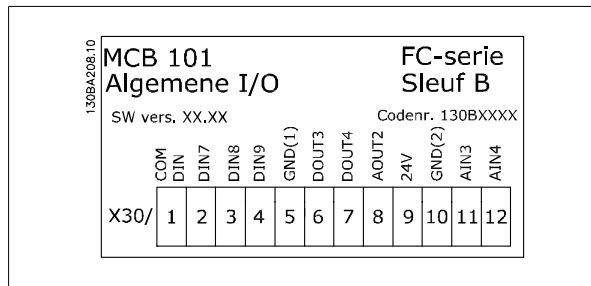 130BA208.10
MCB 101
Algemene I/O
FC-serie
Sleuf B
SW vers. XX.XX
Codenr. 130BXXXX
COM
DIN
DIN7
DIN8
DIN9
GND(1)
DOUT3
DOUT4
AOUT2
24V
GND(2)
AIN3
AIN4
X30/ 1 2 3 4 5 6 7 8 9 10 11 12